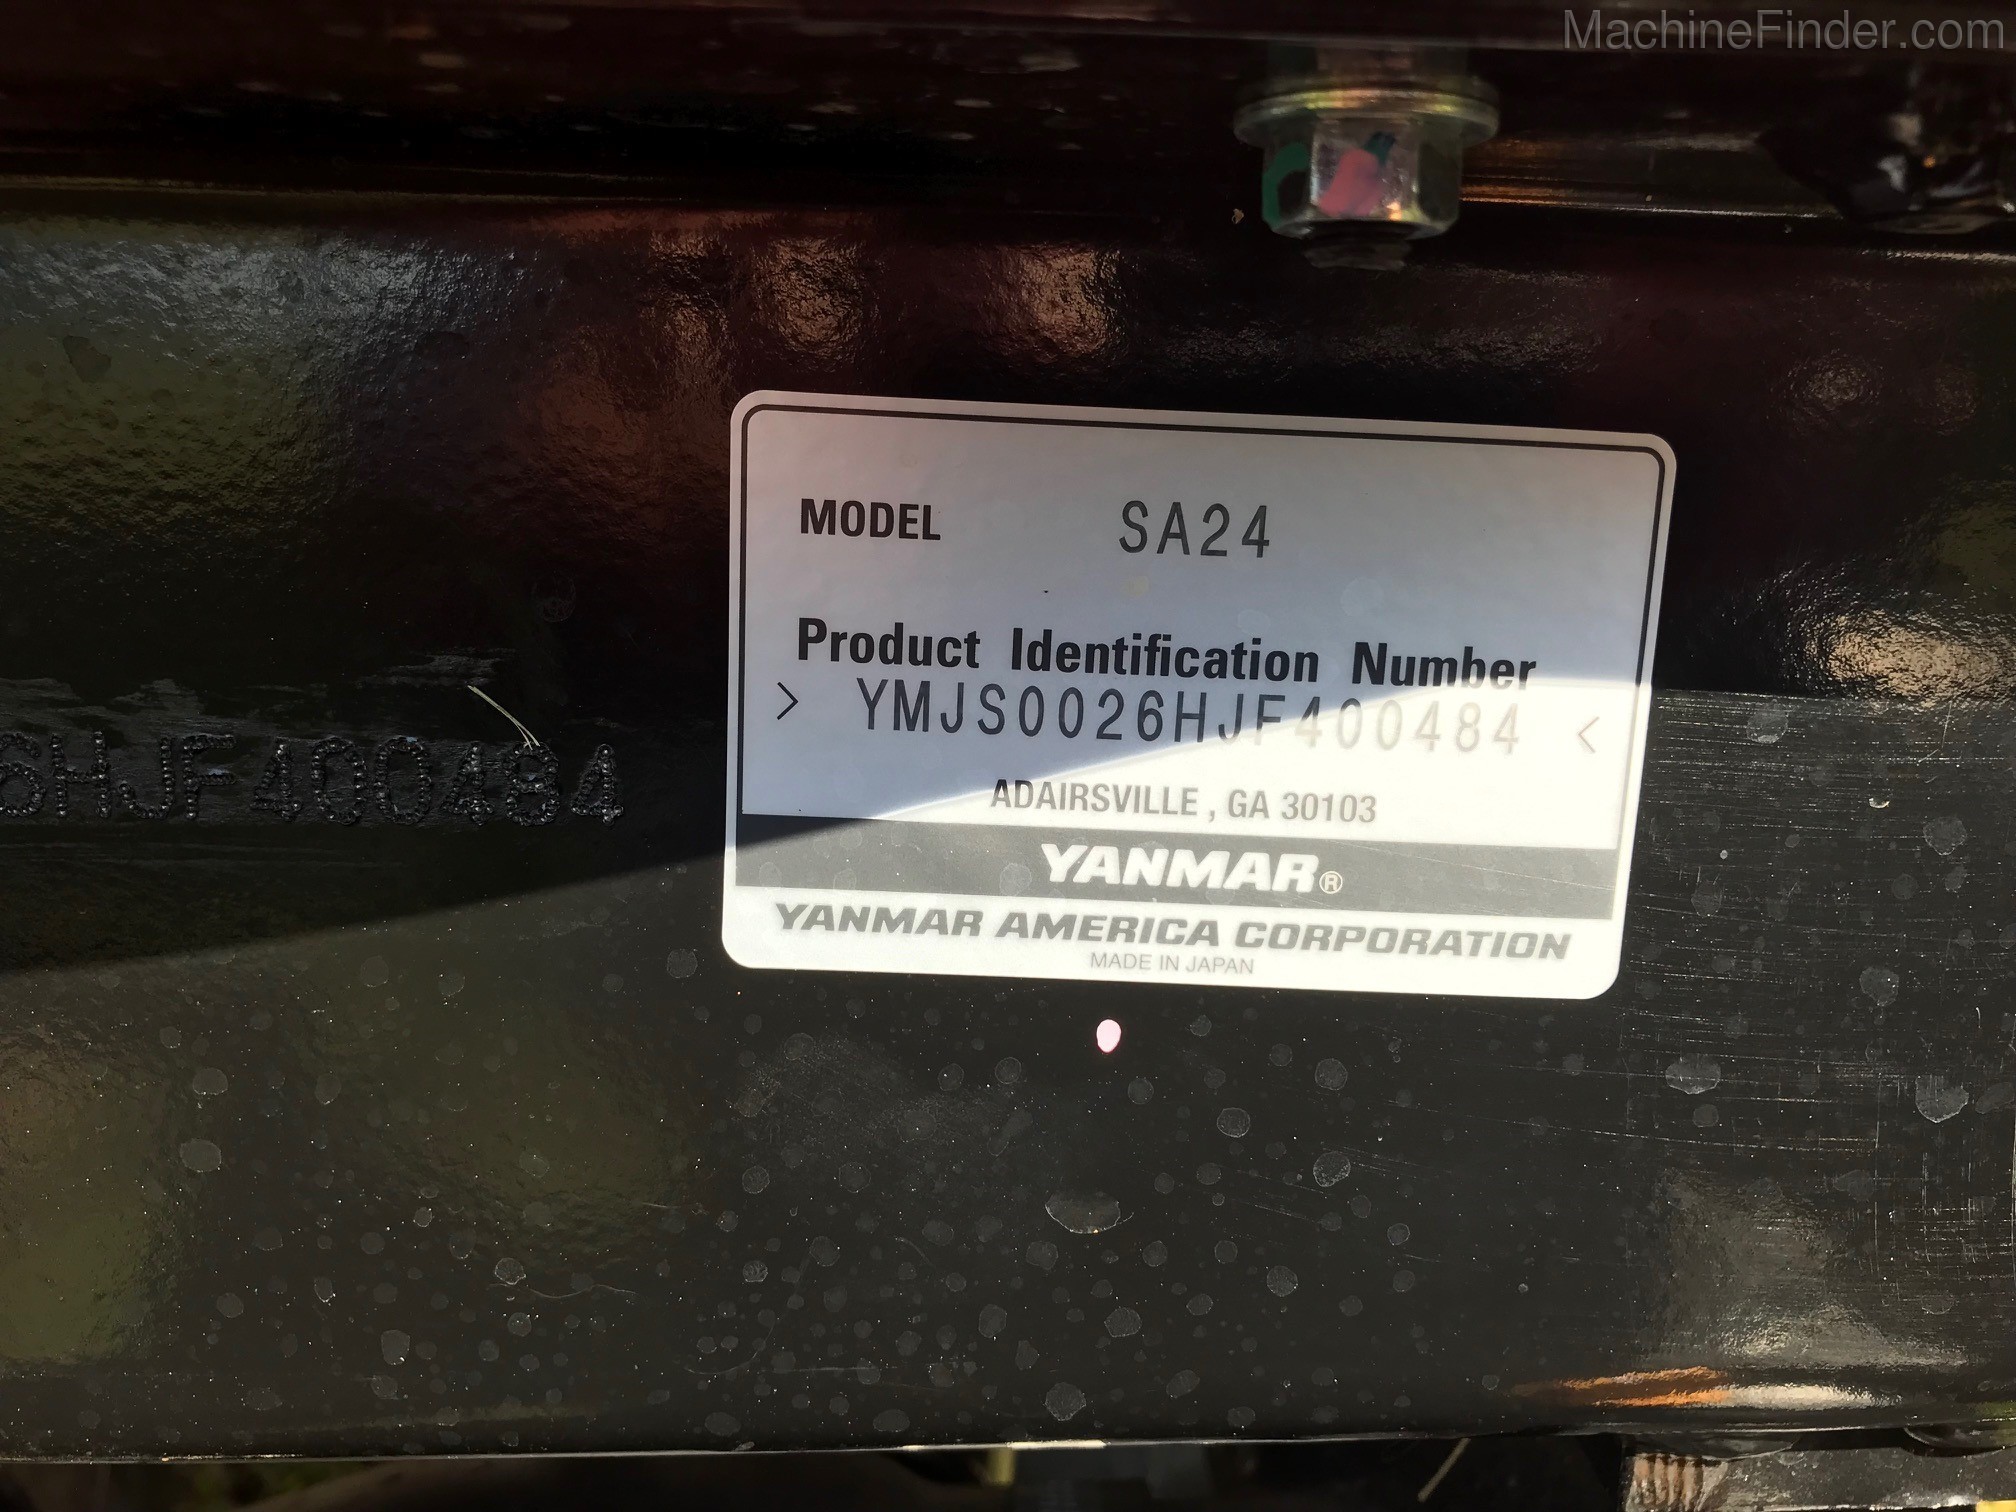 MachineFinder.com
MODEL SA24
Product Identification Number
> YMJS0026HJF400484 <
6HJF400484
ADAIRSVILLE , GA 30103
YANMAR®
YANMAR AMERICA CORPORATION
MADE IN JAPAN